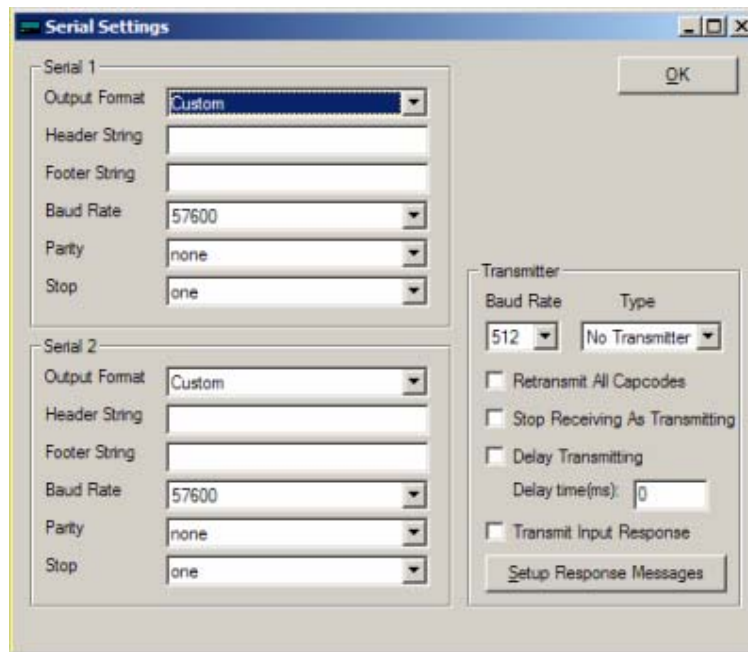 Serial Settings
OK
Serial 1
Output Format Custom
Header String
Footer String
Baud Rate 57600
Parity none
Stop one
Serial 2
Output Format Custom
Header String
Footer String
Baud Rate 57600
Parity none
Stop one
Transmitter
Baud Rate Type
512 No Transmitter
Retransmit All Capcodes
Stop Receiving As Transmitting
Delay Transmitting
Delay time(ms): 0
Transmit Input Response
Setup Response Messages